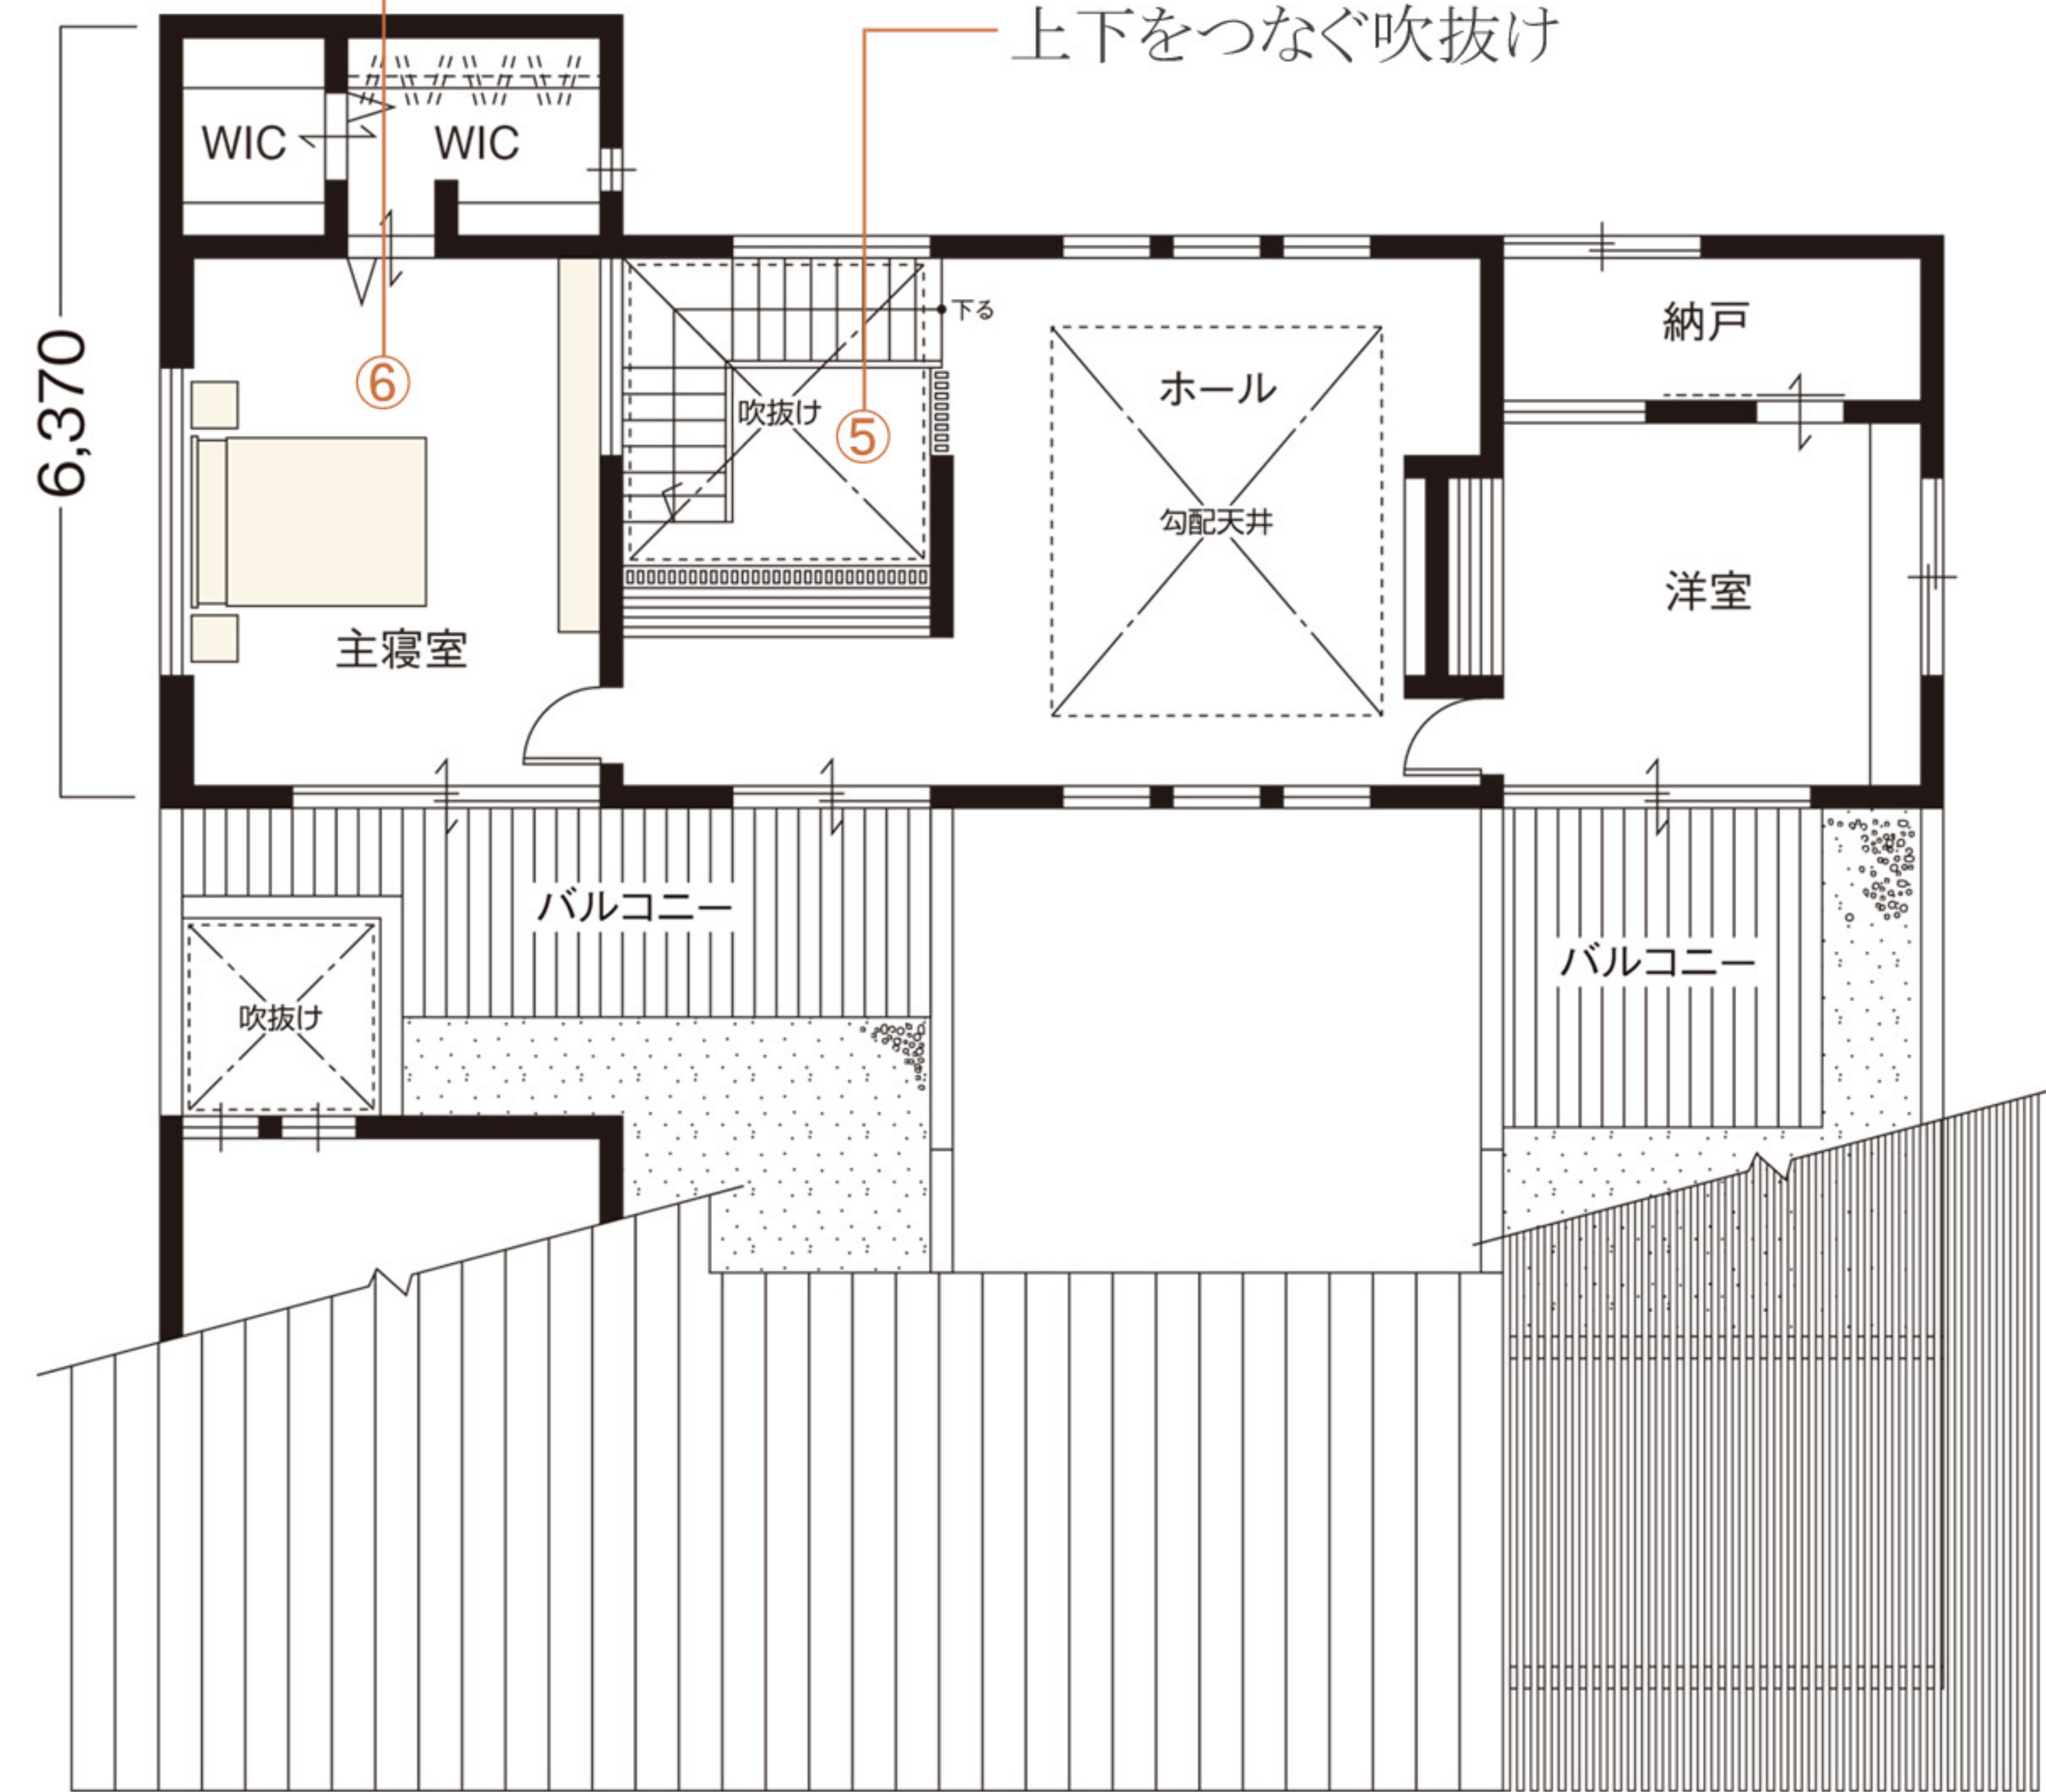 上下をつなぐ吹抜け
WIC
WIC
6,370
下る
納戸
⑥
ホール
吹抜け
⑤
勾配天井
洋室
主寝室
バルコニー
バルコニー
吹抜け